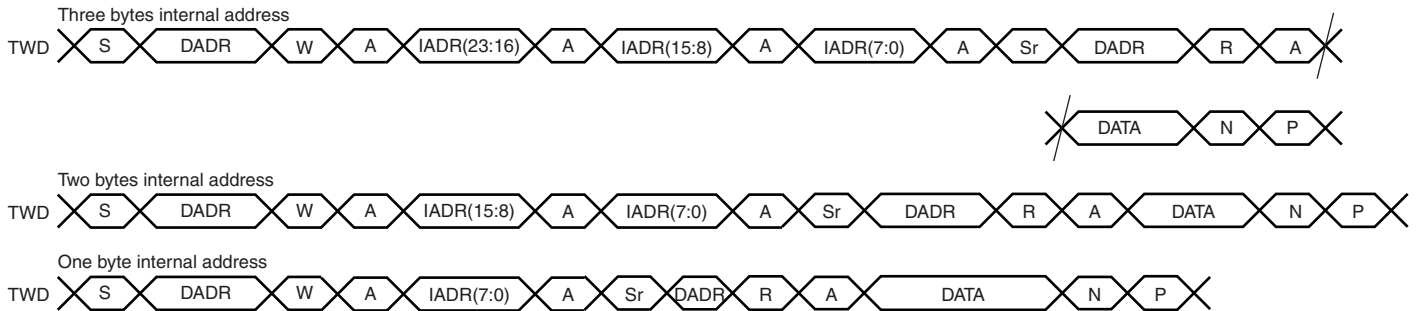 Three bytes internal address
TWD S DADR W A IADR(23:16) A IADR(15:8) A IADR(7:0) A Sr DADR R A
DATA N P
Two bytes internal address
TWD S DADR W A IADR(15:8) A IADR(7:0) A Sr DADR R A DATA N P
One byte internal address
TWD S DADR W A IADR(7:0) A Sr DADR R A DATA N P